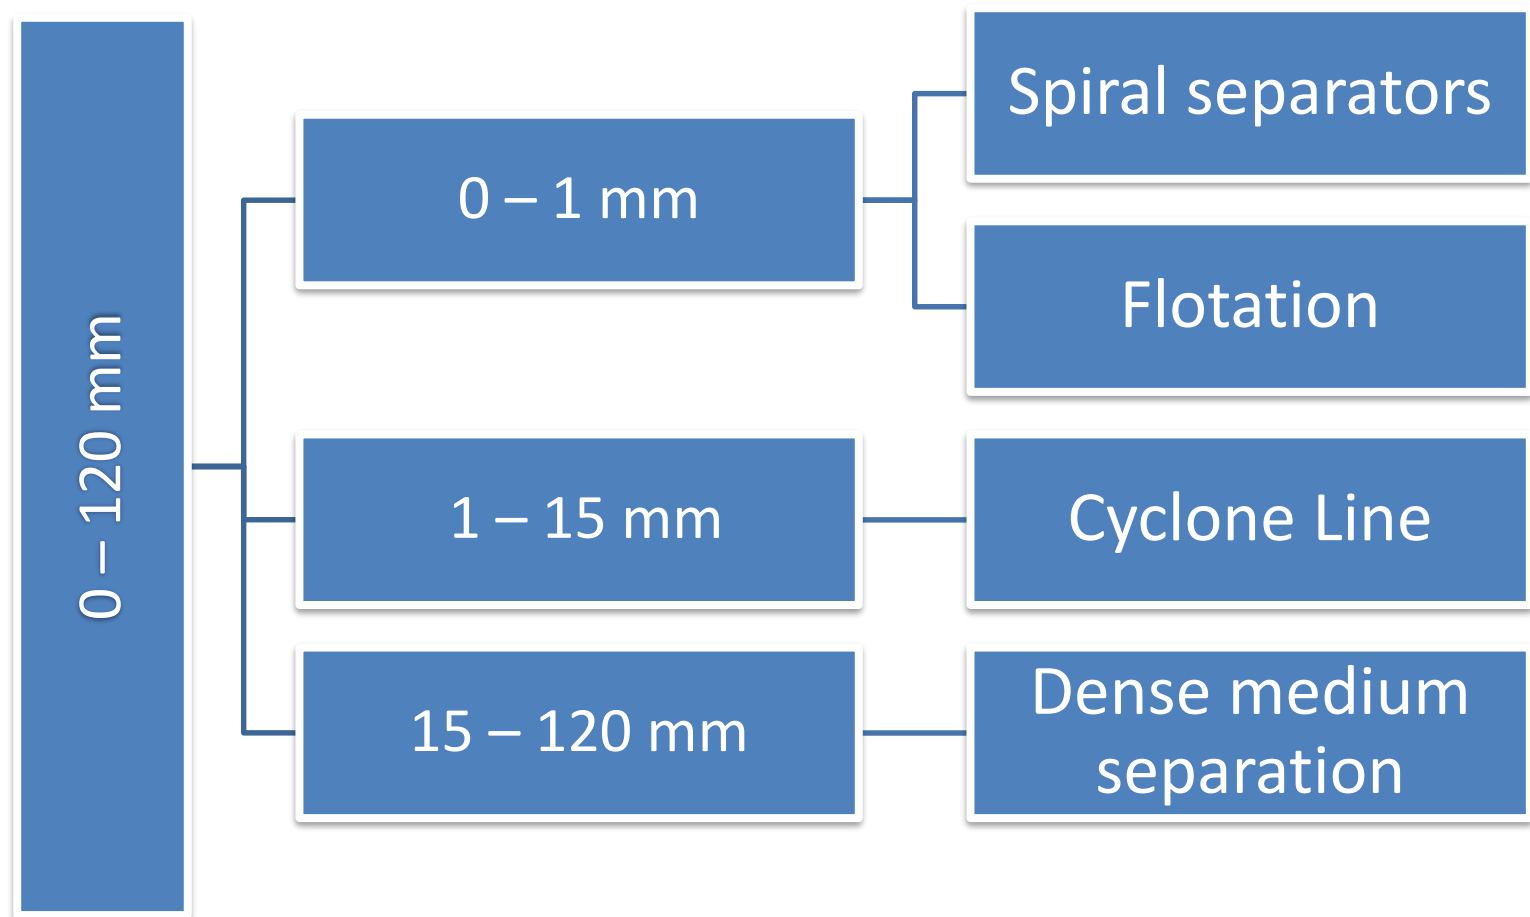 0 – 120 mm
0 – 1 mm
Spiral separators
Flotation
1 – 15 mm
Cyclone Line
15 – 120 mm
Dense medium
separation